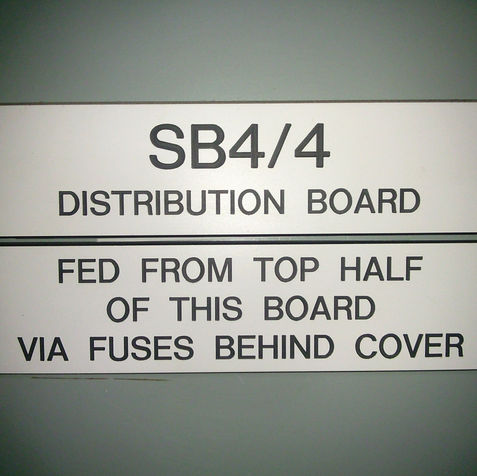 SB4/4
DISTRIBUTION BOARD
FED FROM TOP HALF
OF THIS BOARD
VIA FUSES BEHIND COVER